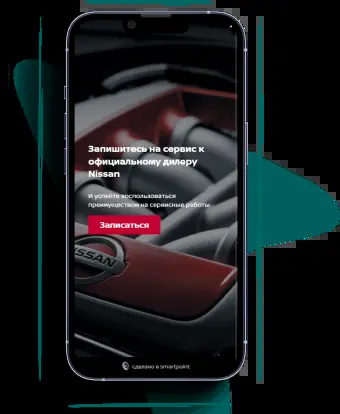 Запишитесь на сервис к
официальному дилеру
Nissan
И успейте воспользоваться
преимуществом на сервисные работы
Записаться
NISSAN
сделано в smartpoint